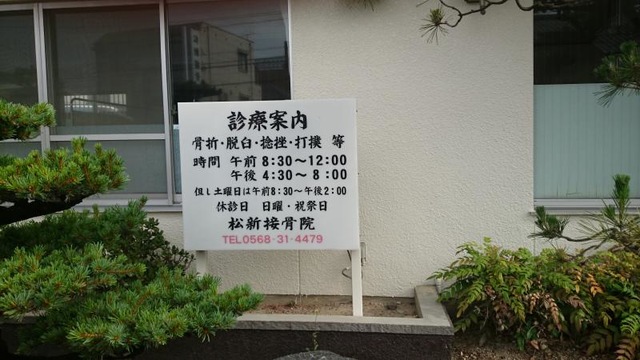 診療案内
骨折・脱臼・捻挫・打撲 等
時間 午前 8:30～12:00
午後 4:30～ 8:00
但し土曜日は午前8:30～午後2:00
休診日 日曜・祝祭日
松新接骨院
TEL0568-31-4479